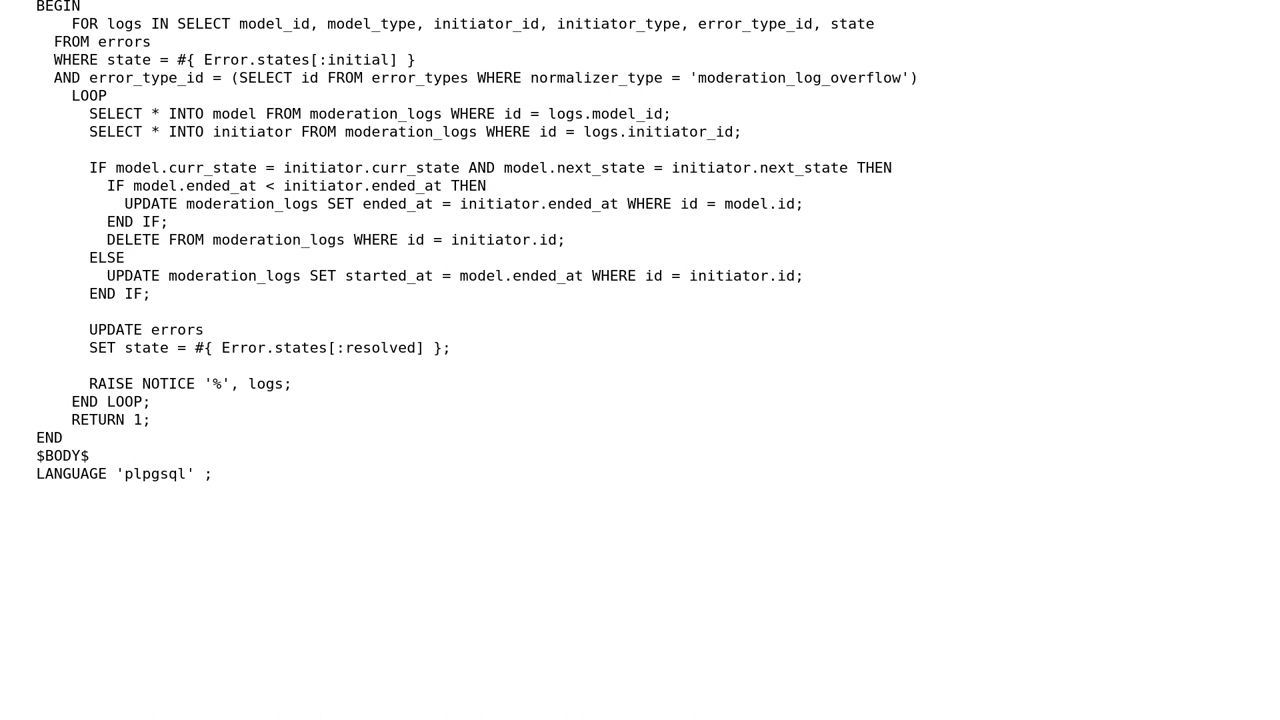 BEGIN
FOR logs IN SELECT model_id, model_type, initiator_id, initiator_type, error_type_id, state
FROM errors
WHERE state = #{ Error.states[:initial] }
AND error_type_id = (SELECT id FROM error_types WHERE normalizer_type = 'moderation_log_overflow')
LOOP
SELECT * INTO model FROM moderation_logs WHERE id = logs.model_id;
SELECT * INTO initiator FROM moderation_logs WHERE id = logs.initiator_id;
IF model.curr_state = initiator.curr_state AND model.next_state = initiator.next_state THEN
IF model.ended_at < initiator.ended_at THEN
UPDATE moderation_logs SET ended_at = initiator.ended_at WHERE id = model.id;
END IF;
DELETE FROM moderation_logs WHERE id = initiator.id;
ELSE
UPDATE moderation_logs SET started_at = model.ended_at WHERE id = initiator.id;
END IF;
UPDATE errors
SET state = #{ Error.states[:resolved] };
RAISE NOTICE '%', logs;
END LOOP;
RETURN 1;
END
$BODY$
LANGUAGE 'plpgsql' ;